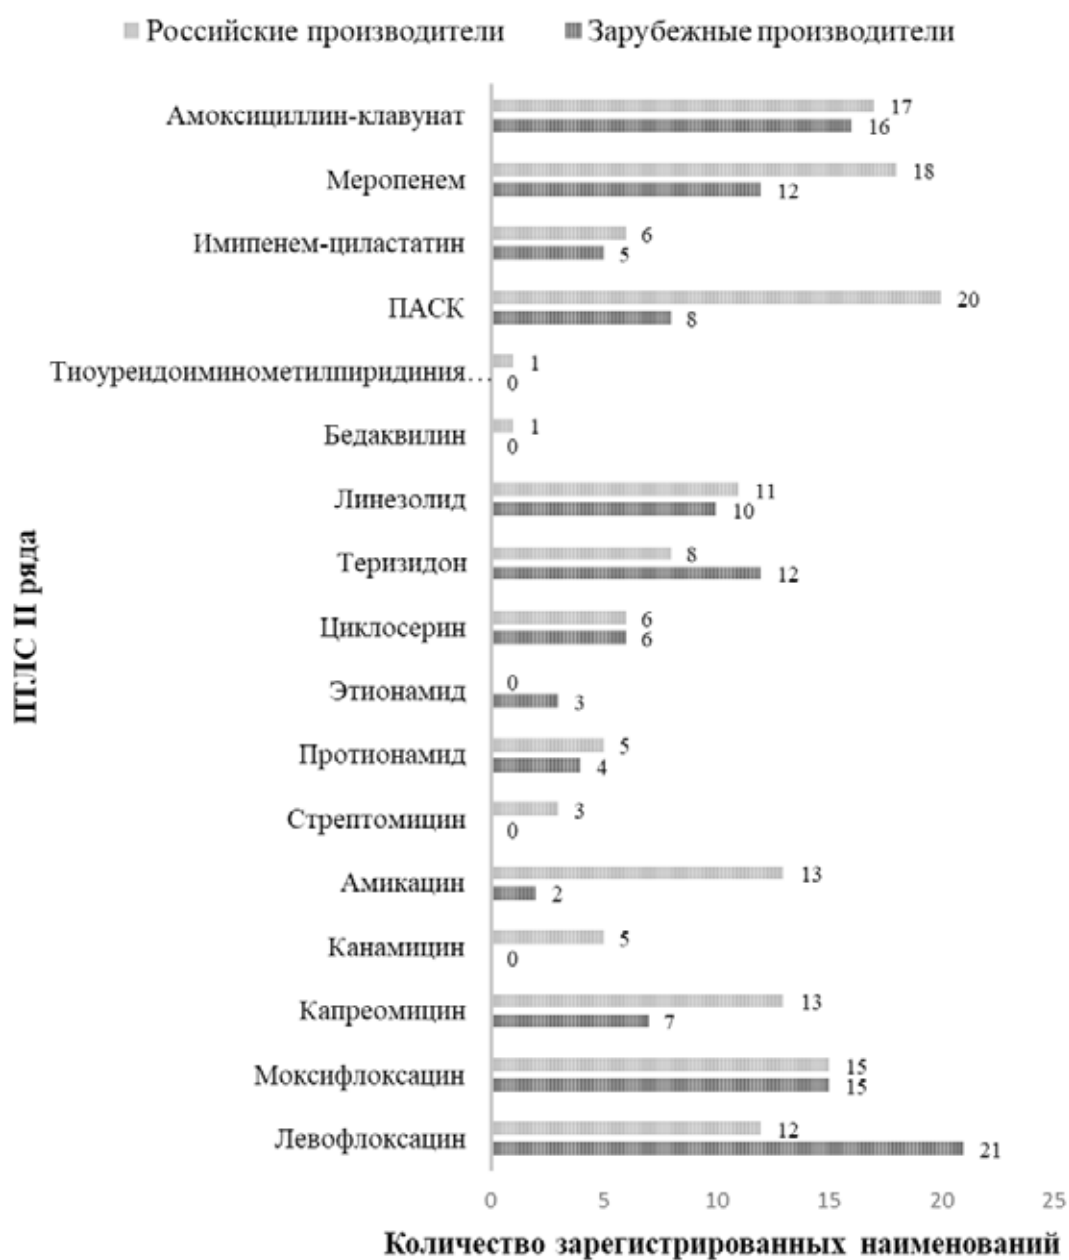 Российские производители Зарубежные производители
Амоксициллин-клавунат
17
16
Меропенем
18
12
Имипенем-циластатин
6
5
ПАСК
20
8
Тиоуреидоиминометилпиридиния…
1
0
Бедаквилин
1
0
Линезолид
11
10
Теризидон
8
12
Циклосерин
6
6
Этионамид
0
3
Протионамид
5
4
Стрептомицин
3
0
Амикацин
13
2
Канамицин
5
0
Капреомицин
13
7
Моксифлоксацин
15
15
Левофлоксацин
12
21
ПТЛС II ряда
0 5 10 15 20 25
Количество зарегистрированных наименований